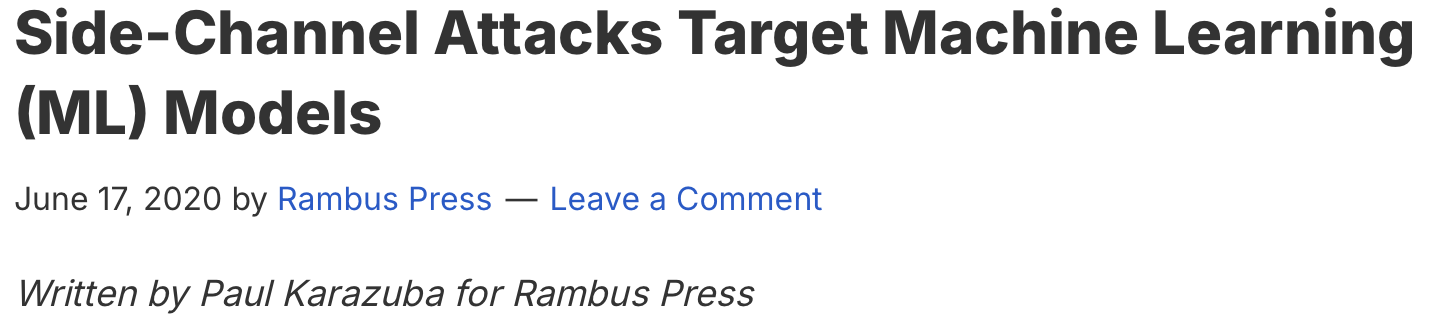 Side-Channel Attacks Target Machine Learning
(ML) Models
June 17, 2020 by Rambus Press — Leave a Comment
Written by Paul Karazuba for Rambus Press